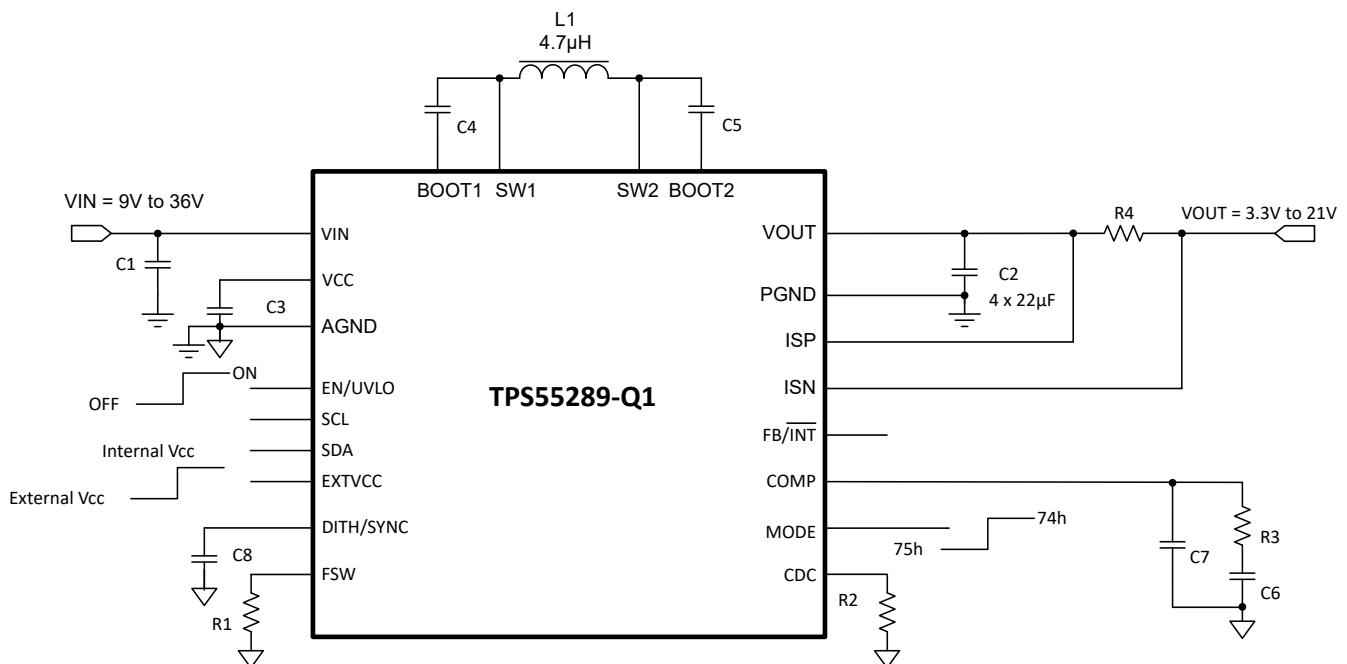 L1
4.7µH
C4
C5
BOOT1 SW1 SW2 BOOT2
VIN = 9V to 36V
C1
VIN
VCC
C3
AGND
ON
OFF
EN/UVLO
SCL
Internal Vcc
SDA
External Vcc
EXTVCC
DITH/SYNC
C8
FSW
R1
TPS55289-Q1
VOUT
R4
VOUT = 3.3V to 21V
C2
4 x 22µF
PGND
ISP
ISN
FB/INT
COMP
MODE
74h
75h
R3
C7
C6
CDC
R2